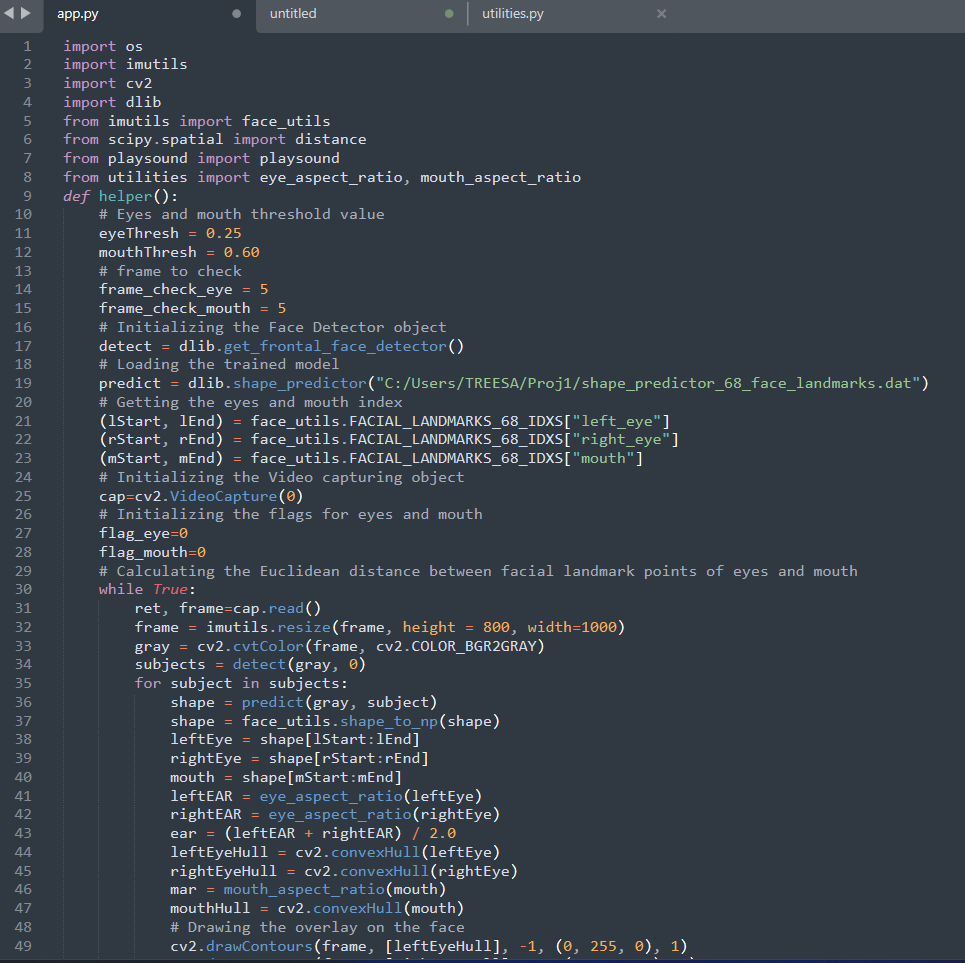 app.py untitled utilities.py
1 import os
2 import imutils
3 import cv2
4 import dlib
5 from imutils import face_utils
6 from scipy.spatial import distance
7 from playsound import playsound
8 from utilities import eye_aspect_ratio, mouth_aspect_ratio
9 def helper():
10     # Eyes and mouth threshold value
11     eyeThresh = 0.25
12     mouthThresh = 0.60
13     # frame to check
14     frame_check_eye = 5
15     frame_check_mouth = 5
16     # Initializing the Face Detector object
17     detect = dlib.get_frontal_face_detector()
18     # Loading the trained model
19     predict = dlib.shape_predictor("C:/Users/TREESA/Proj1/shape_predictor_68_face_landmarks.dat")
20     # Getting the eyes and mouth index
21     (lStart, lEnd) = face_utils.FACIAL_LANDMARKS_68_IDXS["left_eye"]
22     (rStart, rEnd) = face_utils.FACIAL_LANDMARKS_68_IDXS["right_eye"]
23     (mStart, mEnd) = face_utils.FACIAL_LANDMARKS_68_IDXS["mouth"]
24     # Initializing the Video capturing object
25     cap=cv2.VideoCapture(0)
26     # Initializing the flags for eyes and mouth
27     flag_eye=0
28     flag_mouth=0
29     # Calculating the Euclidean distance between facial landmark points of eyes and mouth
30     while True:
31         ret, frame=cap.read()
32         frame = imutils.resize(frame, height = 800, width=1000)
33         gray = cv2.cvtColor(frame, cv2.COLOR_BGR2GRAY)
34         subjects = detect(gray, 0)
35         for subject in subjects:
36             shape = predict(gray, subject)
37             shape = face_utils.shape_to_np(shape)
38             leftEye = shape[lStart:lEnd]
39             rightEye = shape[rStart:rEnd]
40             mouth = shape[mStart:mEnd]
41             leftEAR = eye_aspect_ratio(leftEye)
42             rightEAR = eye_aspect_ratio(rightEye)
43             ear = (leftEAR + rightEAR) / 2.0
44             leftEyeHull = cv2.convexHull(leftEye)
45             rightEyeHull = cv2.convexHull(rightEye)
46             mar = mouth_aspect_ratio(mouth)
47             mouthHull = cv2.convexHull(mouth)
48             # Drawing the overlay on the face
49             cv2.drawContours(frame, [leftEyeHull], -1, (0, 255, 0), 1)